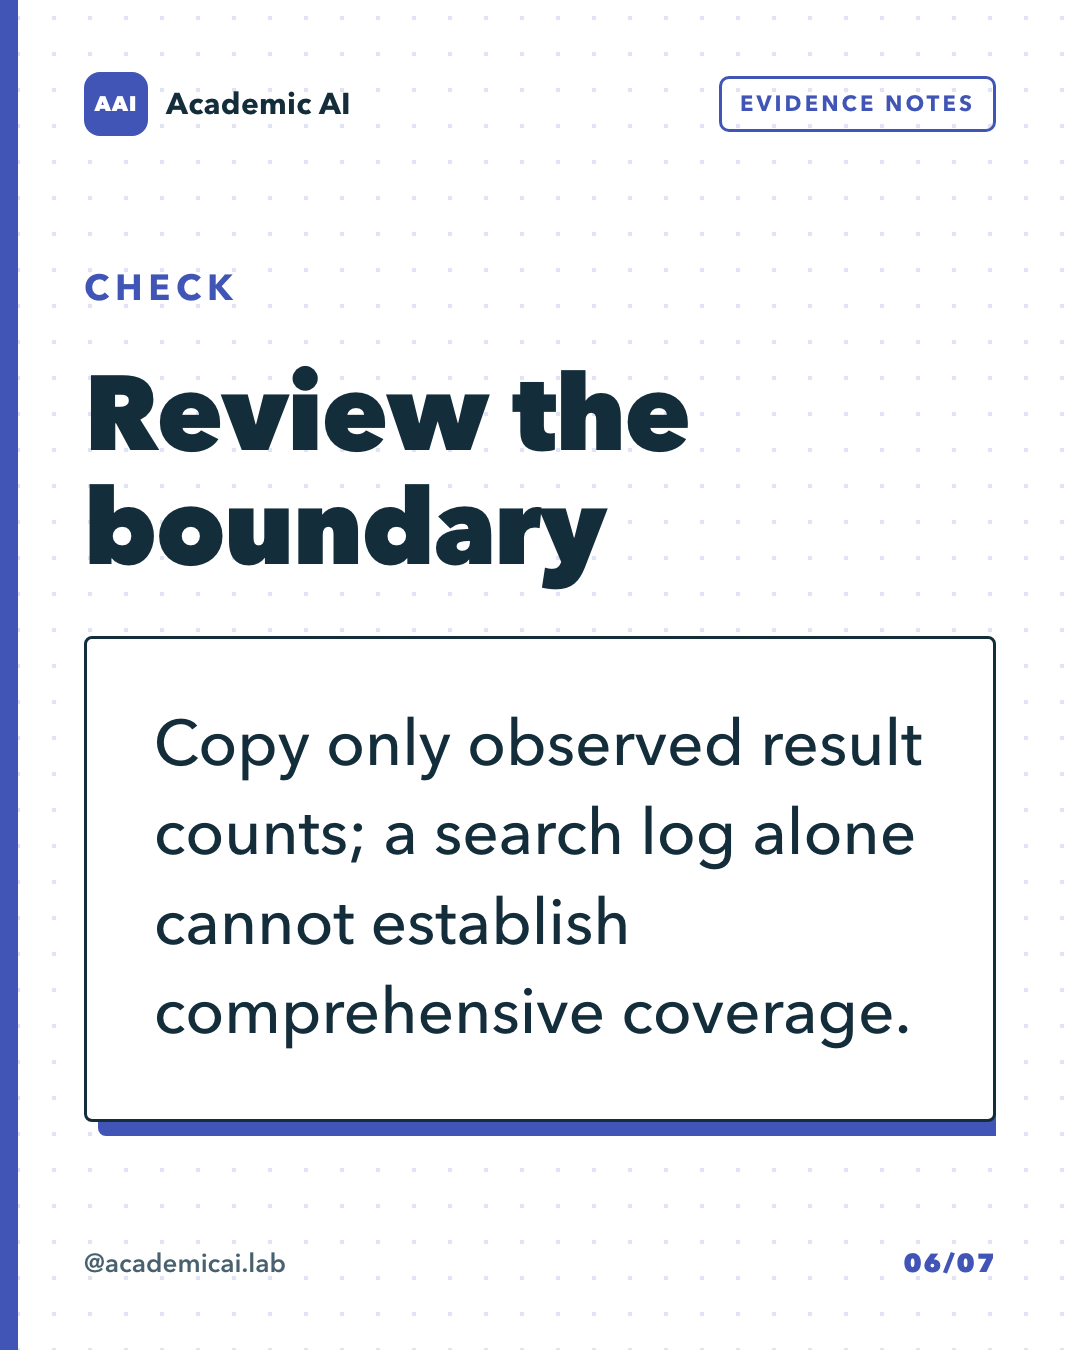 AAI Academic AI
EVIDENCE NOTES
CHECK
Review the
boundary
Copy only observed result
counts; a search log alone
cannot establish
comprehensive coverage.
@academicai.lab
06/07